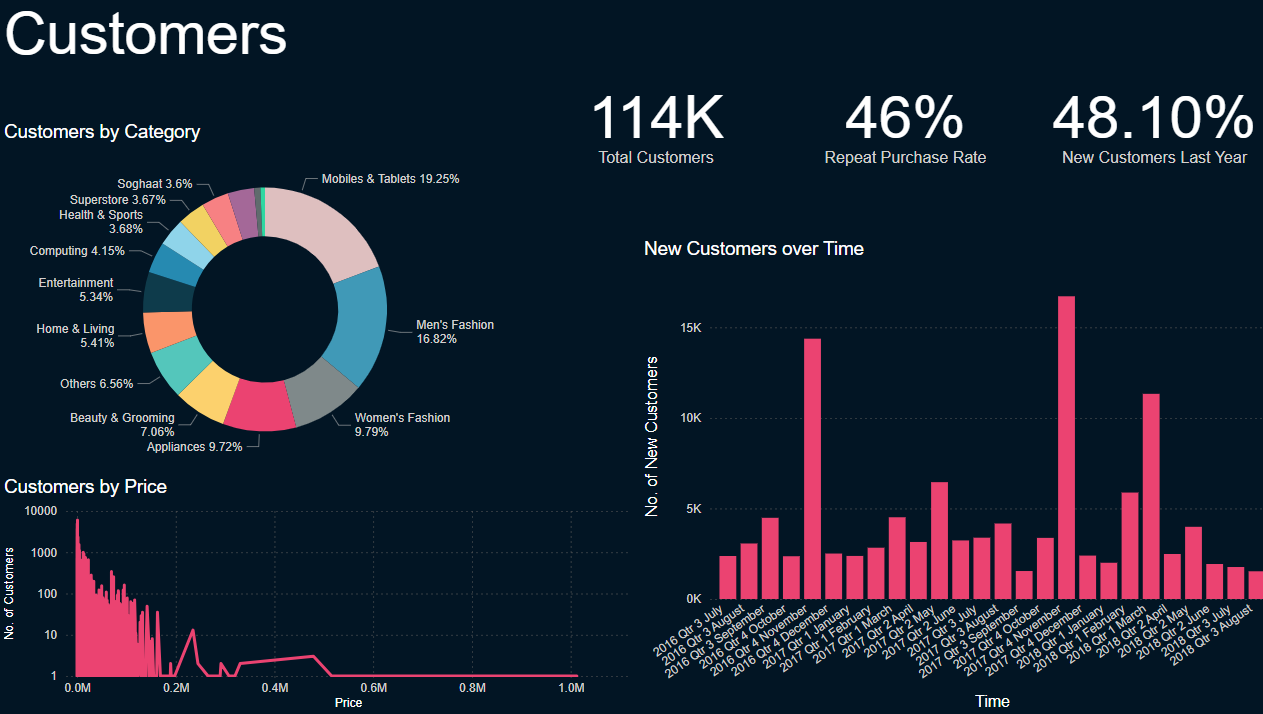 Customers
114K
Total Customers
46%
Repeat Purchase Rate
48.10%
New Customers Last Year
Customers by Category
Mobiles & Tablets 19.25%
Men's Fashion
16.82%
Women's Fashion
9.79%
Appliances 9.72%
Beauty & Grooming
7.06%
Others 6.56%
Home & Living
5.41%
Entertainment
5.34%
Computing 4.15%
Health & Sports
3.68%
Superstore 3.67%
Soghaat 3.6%
Customers by Price
No. of Customers
10000
1000
100
10
1
0.0M
0.2M
0.4M
0.6M
0.8M
1.0M
Price
New Customers over Time
No. of New Customers
15K
10K
5K
0K
2016 Qtr 3 July
2016 Qtr 3 August
2016 Qtr 3 September
2016 Qtr 4 October
2016 Qtr 4 November
2016 Qtr 4 December
2017 Qtr 1 January
2017 Qtr 1 February
2017 Qtr 1 March
2017 Qtr 2 April
2017 Qtr 2 May
2017 Qtr 2 June
2017 Qtr 3 July
2017 Qtr 3 August
2017 Qtr 3 September
2017 Qtr 4 October
2017 Qtr 4 November
2017 Qtr 4 December
2018 Qtr 1 January
2018 Qtr 1 February
2018 Qtr 1 March
2018 Qtr 2 April
2018 Qtr 2 May
2018 Qtr 2 June
2018 Qtr 3 July
2018 Qtr 3 August
Time